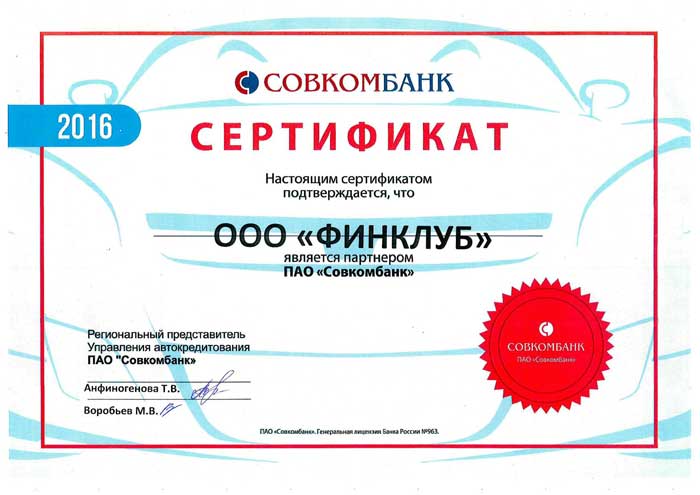 СОВКОМБАНК
2016
СЕРТИФИКАТ
Настоящим сертификатом
подтверждается, что
ООО «ФИНКЛУБ»
является партнером
ПАО «Совкомбанк»
Региональный представитель
Управления автокредитования
ПАО "Совкомбанк"
Анфиногенова Т.В.
Воробьев М.В.
СОВКОМБАНК
ПАО «Совкомбанк»
ПАО «Совкомбанк». Генеральная лицензия Банка России №963.